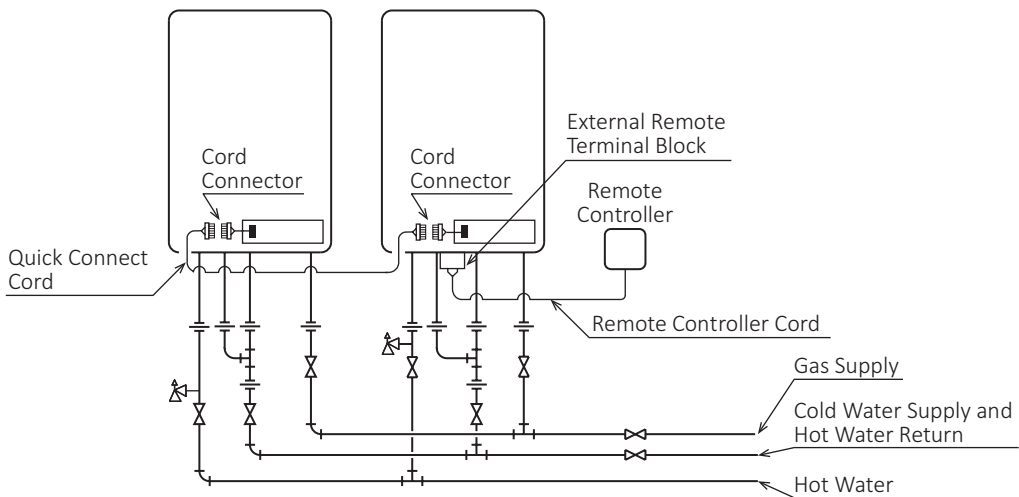 External Remote
Terminal Block
Cord
Connector
Cord
Connector
Remote
Controller
Quick Connect
Cord
Remote Controller Cord
Gas Supply
Cold Water Supply and
Hot Water Return
Hot Water